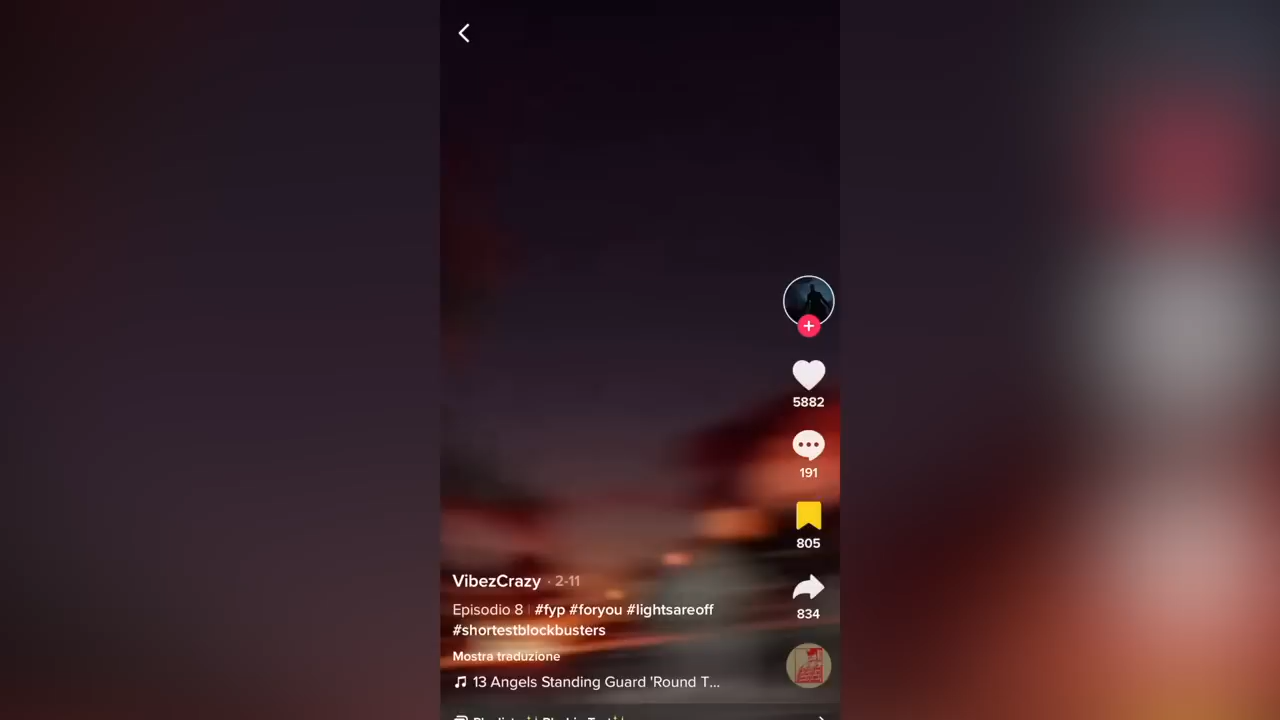 5882
191
805
834
VibezCrazy · 2-11
Episodio 8 | #fyp #foryou #lightsareoff
#shortestblockbusters
Mostra traduzione
13 Angels Standing Guard 'Round T...